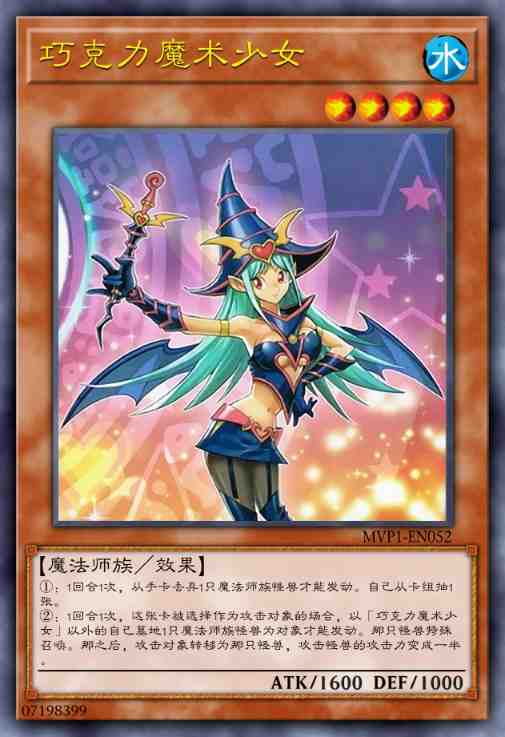 巧克力魔术少女
水
MVP1-EN052
【魔法师族／效果】
①：1回合1次，从手卡丢弃1只魔法师族怪兽才能发动。自己从卡组抽1
张。
②：1回合1次，这张卡被选择作为攻击对象的场合，以「巧克力魔术少
女」以外的自己墓地1只魔法师族怪兽为对象才能发动。那只怪兽特殊
召唤。那之后，攻击对象转移为那只怪兽，攻击怪兽的攻击力变成一半
。
ATK/1600 DEF/1000
07198399